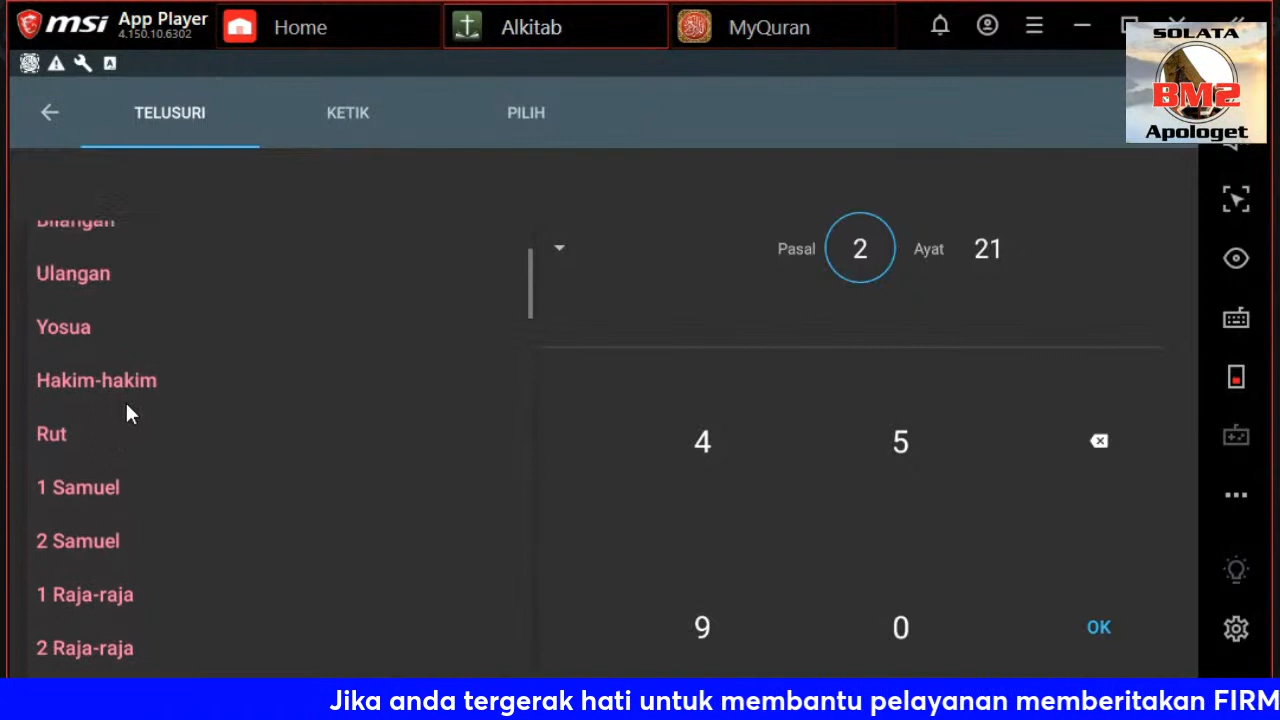 msi App Player
4.150.10.6302
Home
Alkitab
MyQuran
SOLATA
BM2
Apologet
TELUSURI
KETIK
PILIH
Bilangan
Ulangan
Yosua
Hakim-hakim
Rut
1 Samuel
2 Samuel
1 Raja-raja
2 Raja-raja
Pasal 2 Ayat 21
4 5
9 0 OK
Jika anda tergerak hati untuk membantu pelayanan memberitakan FIRM